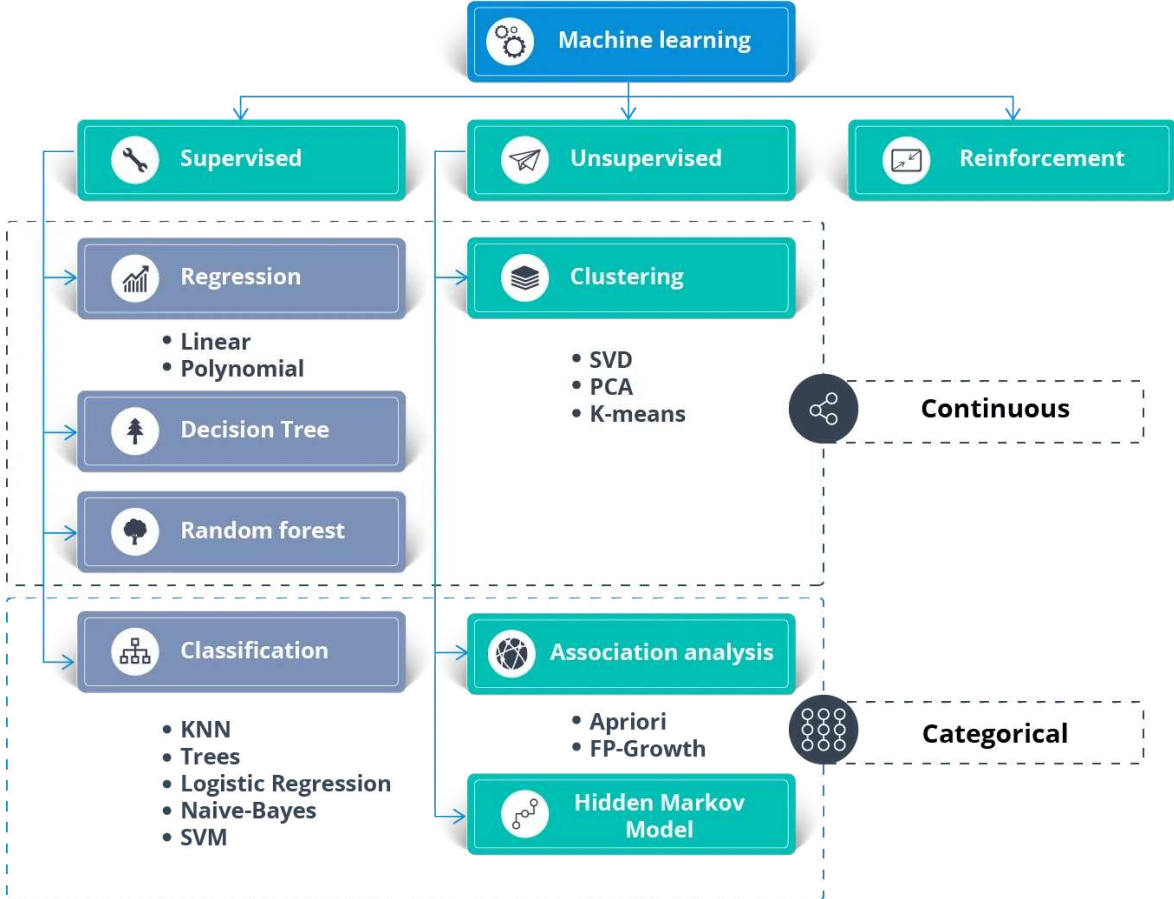 Machine learning
Supervised
Unsupervised
Reinforcement
Regression
• Linear
• Polynomial
Decision Tree
Random forest
Clustering
• SVD
• PCA
• K-means
Continuous
Classification
• KNN
• Trees
• Logistic Regression
• Naive-Bayes
• SVM
Association analysis
• Apriori
• FP-Growth
Hidden Markov
Model
Categorical